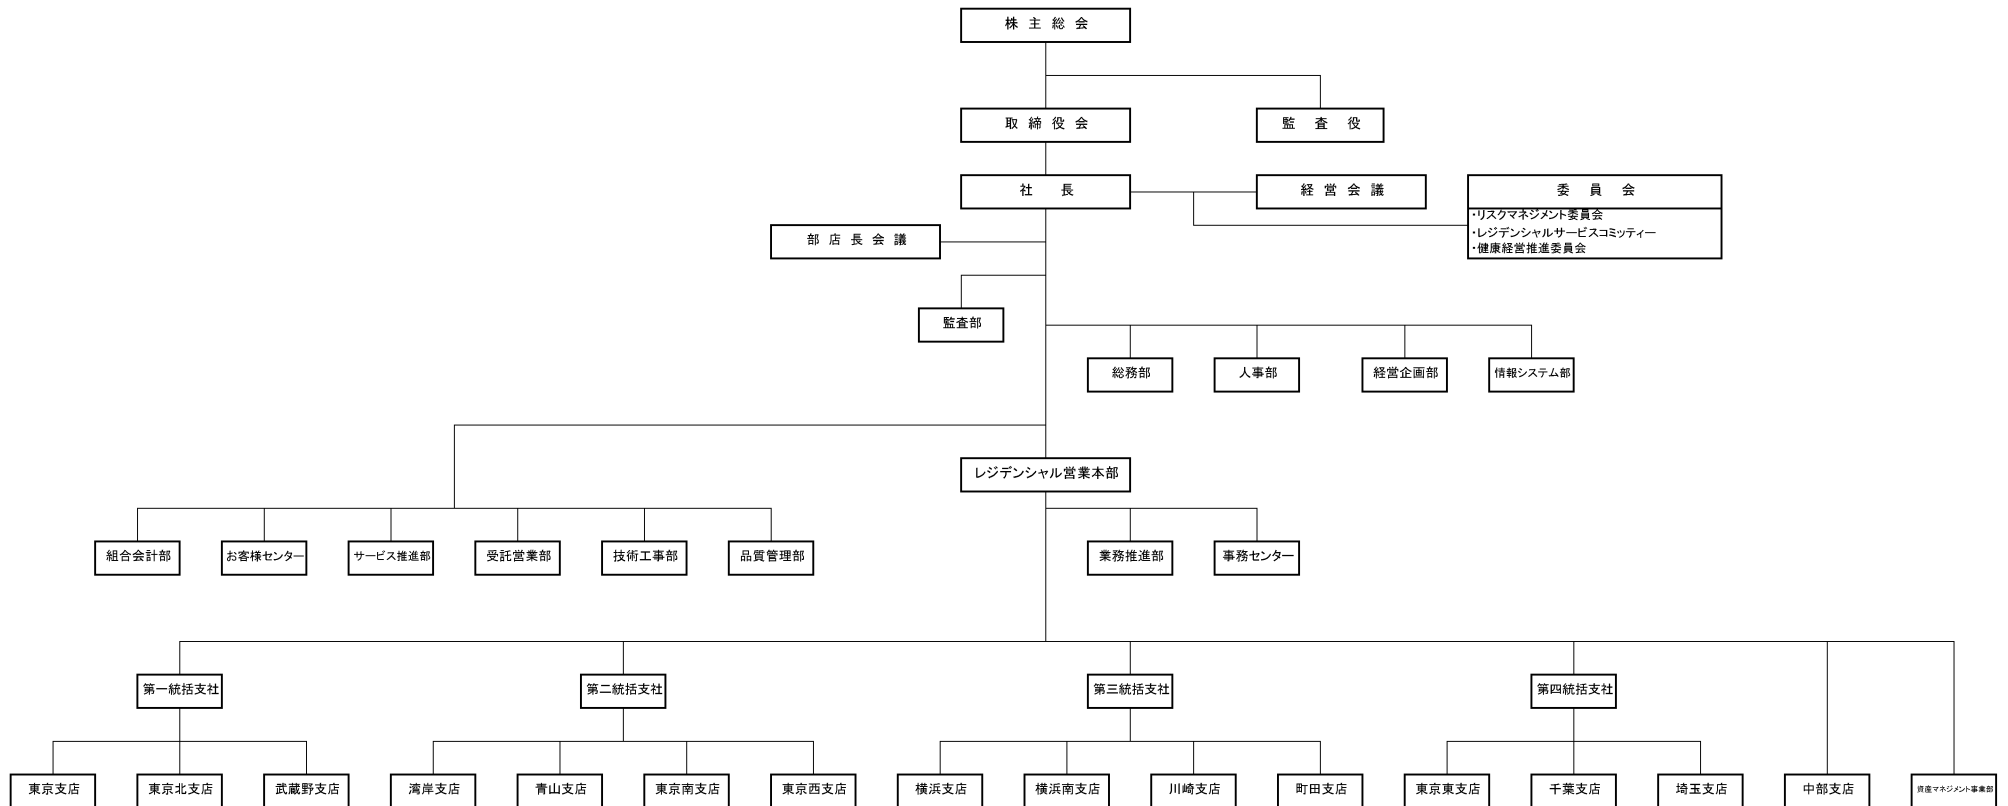 株主総会
取締役会
監査役
社長
経営会議
委員会
・リスクマネジメント委員会
・レジデンシャルサービスコミッティー
・健康経営推進委員会
部店長会議
監査部
総務部
人事部
経営企画部
情報システム部
レジデンシャル営業本部
組合会計部
お客様センター
サービス推進部
受託営業部
技術工事部
品質管理部
業務推進部
事務センター
第一統括支社
第二統括支社
第三統括支社
第四統括支社
東京支店
東京北支店
武蔵野支店
湾岸支店
青山支店
東京南支店
東京西支店
横浜支店
横浜南支店
川崎支店
町田支店
東京東支店
千葉支店
埼玉支店
中部支店
資産マネジメント事業部